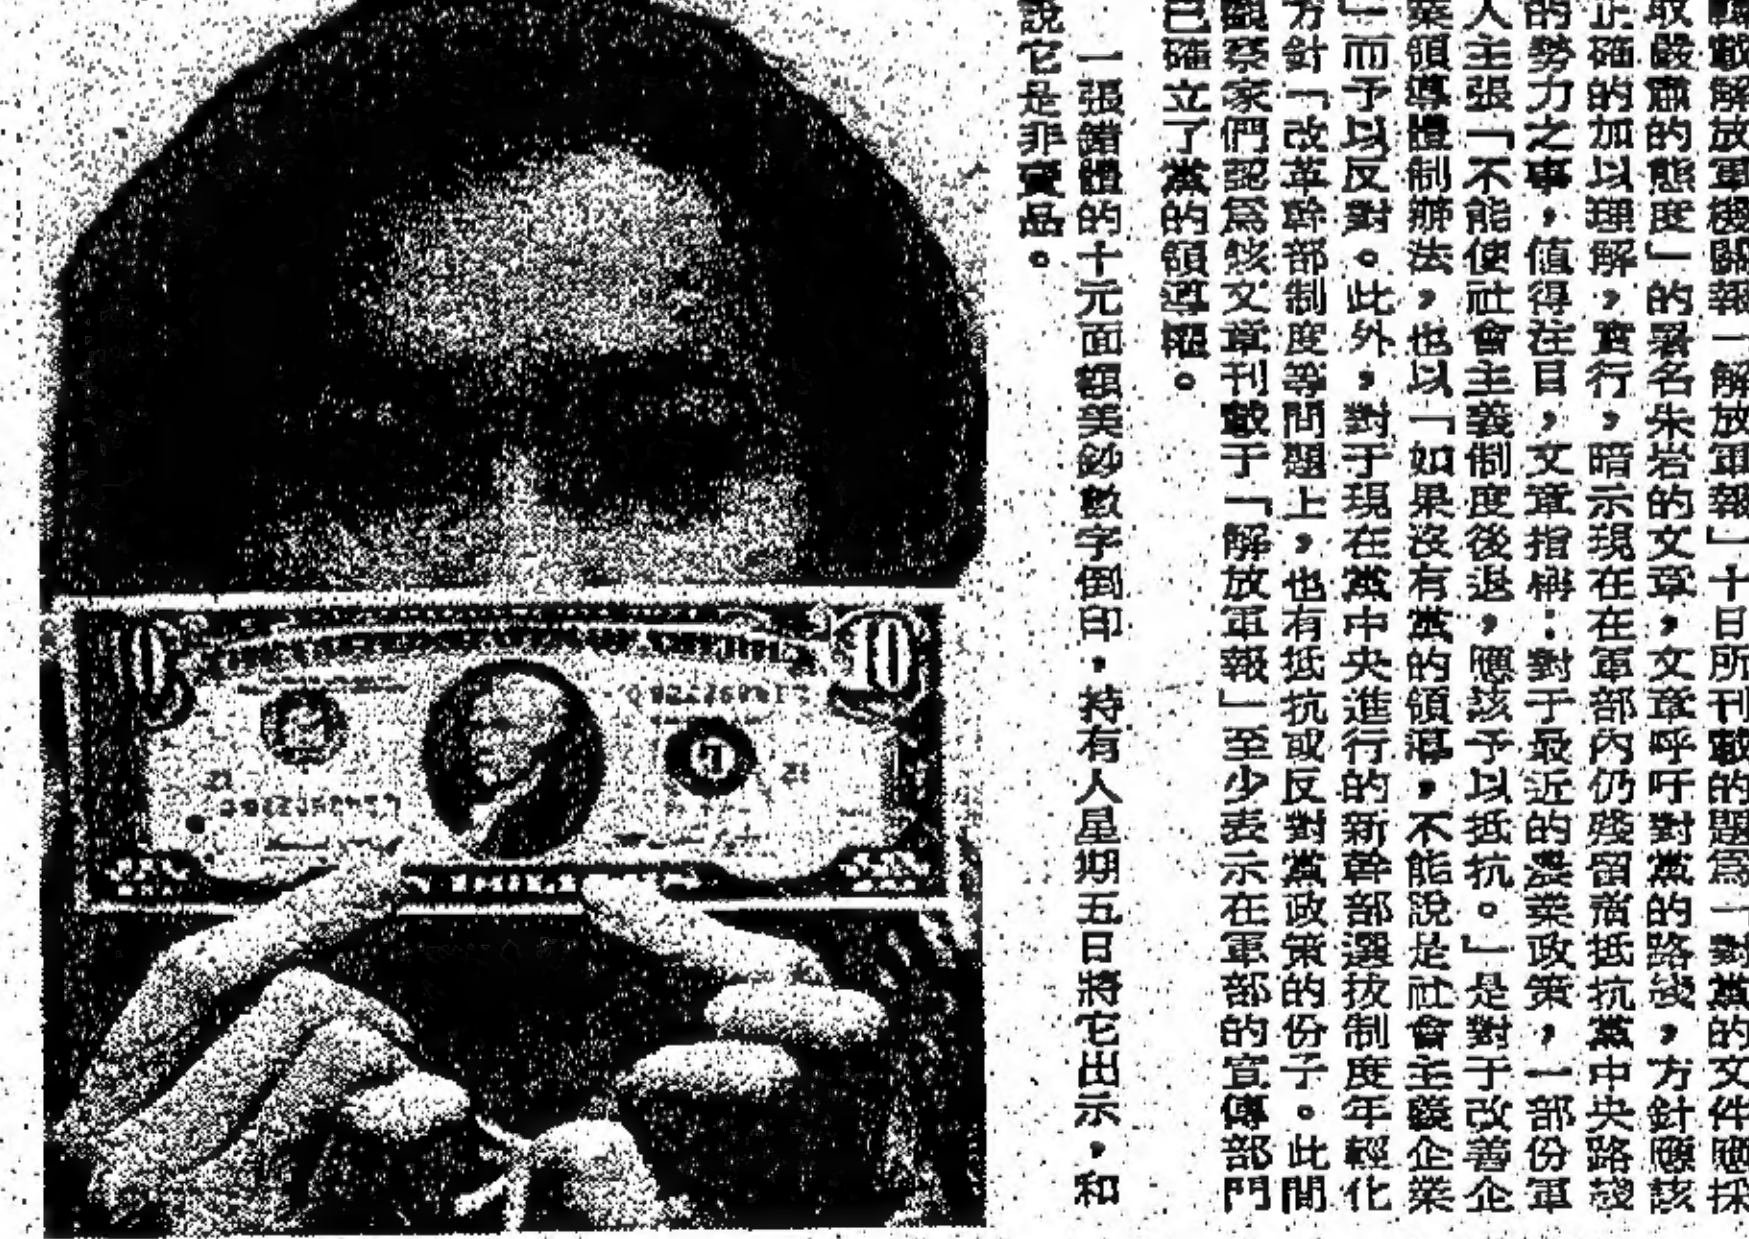 轉載解放軍機關報「解放軍報」十日所刊載的題爲「對黨的文件應採
取嚴肅的態度」的署名朱岩的文章，文章呼吁對黨的路綫，方針應該
正確的加以理解，實行，暗示現在在軍部內仍殘留着抵抗黨中央路綫
的勢力之事，值得注目，文章指稱：對于最近的農業政策，一部份軍
人主張「不能使社會主義制度後退，應該予以抵抗。」是對于改善企
業領導體制辦法，也以「如果沒有黨的領導，不能說是社會主義企業
」而予以反對。此外，對于現在黨中央進行的新幹部選拔制度年輕化
方針「改革幹部制度等問題上，也有抵抗或反對黨政策的份子。此間
觀察家們認爲該文章刊載于「解放軍報」至少表示在軍部的宣傳部門
已確立了黨的領導權。
一張錯體的十元面額美鈔數字倒印，持有人星期五日將它出示，和
說它是非賣品。
10